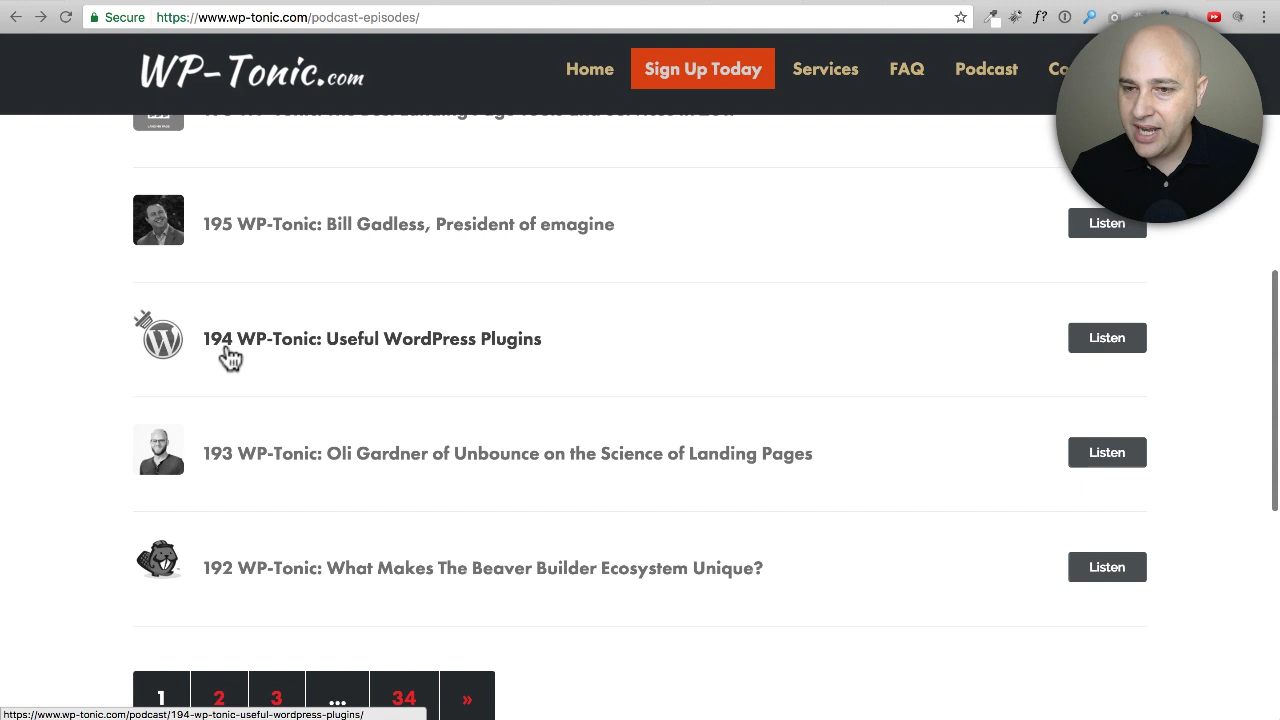 Secure https://www.wp-tonic.com/podcast-episodes/
f?
WP-Tonic.com
Home Sign Up Today Services FAQ Podcast Co
195 WP-Tonic: Bill Gadless, President of emagine Listen
194 WP-Tonic: Useful WordPress Plugins Listen
193 WP-Tonic: Oli Gardner of Unbounce on the Science of Landing Pages Listen
192 WP-Tonic: What Makes The Beaver Builder Ecosystem Unique? Listen
1 2 3 ... 34 »
https://www.wp-tonic.com/podcast/194-wp-tonic-useful-wordpress-plugins/